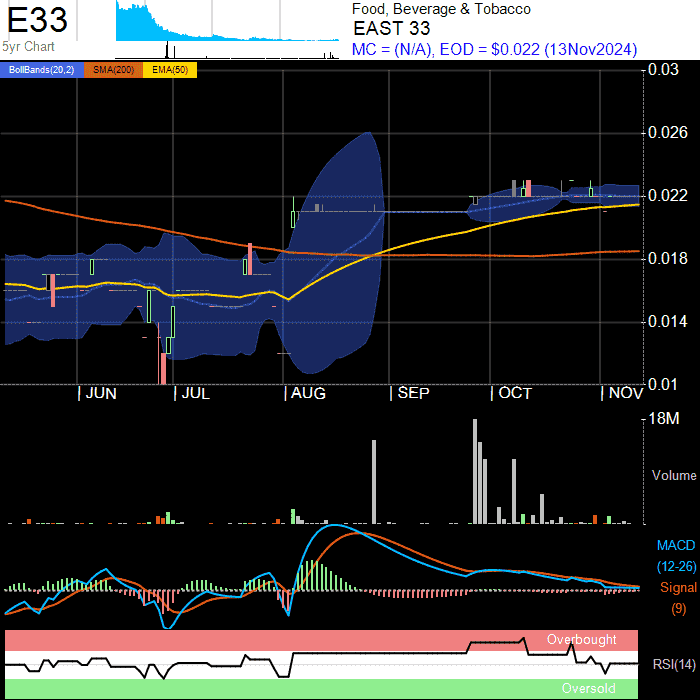 E33
5yr Chart
Food, Beverage & Tobacco
EAST 33
MC = (N/A), EOD = $0.022 (13Nov2024)
BollBands(20,2) SMA(200) EMA(50)
0.03
0.026
0.022
0.018
0.014
0.01
JUN JUL AUG SEP OCT NOV
18M
Volume
MACD
(12-26)
Signal
(9)
Overbought
RSI(14)
Oversold